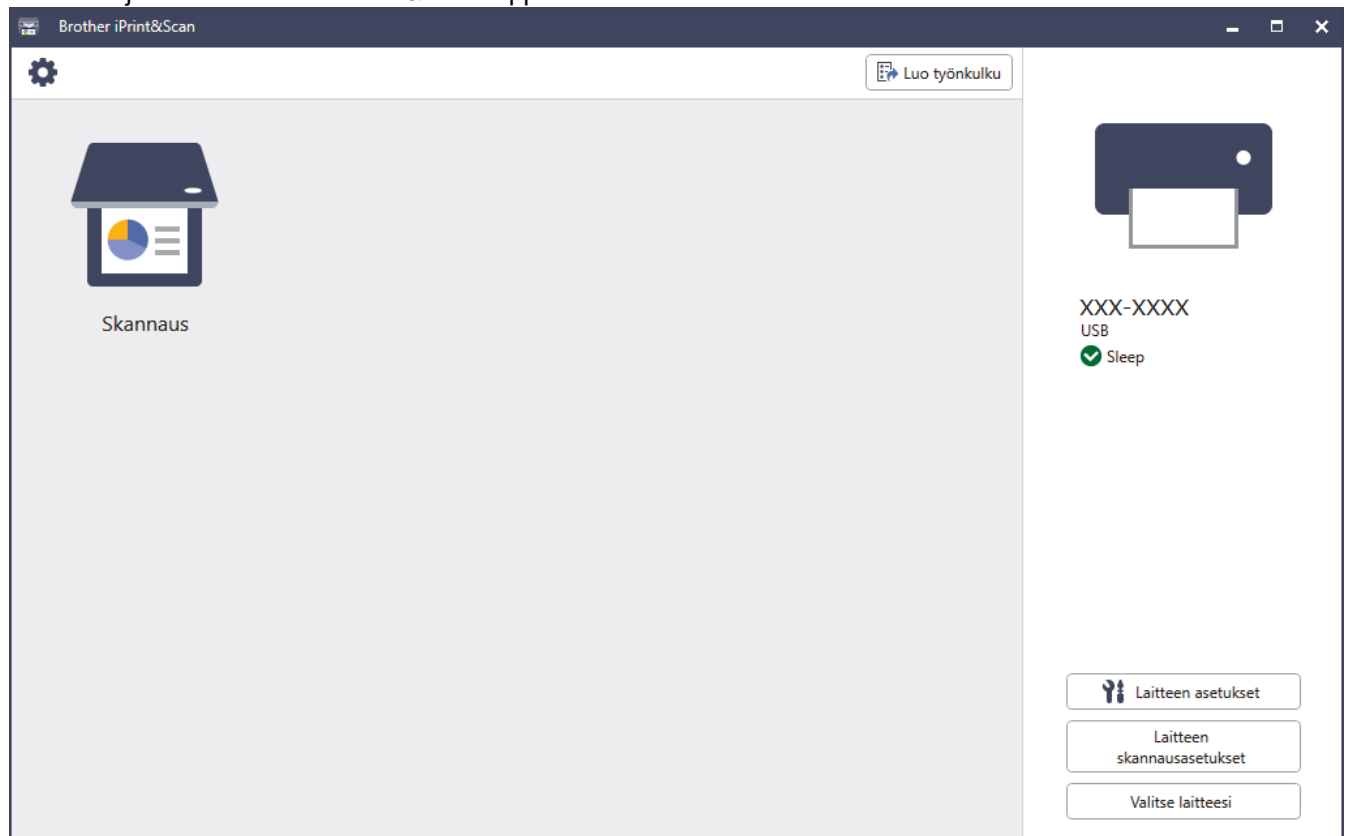 Brother iPrint&Scan
Luo työnkulku
Skannaus
XXX-XXXX
USB
Sleep
Laitteen asetukset
Laitteen
skannausasetukset
Valitse laitteesi